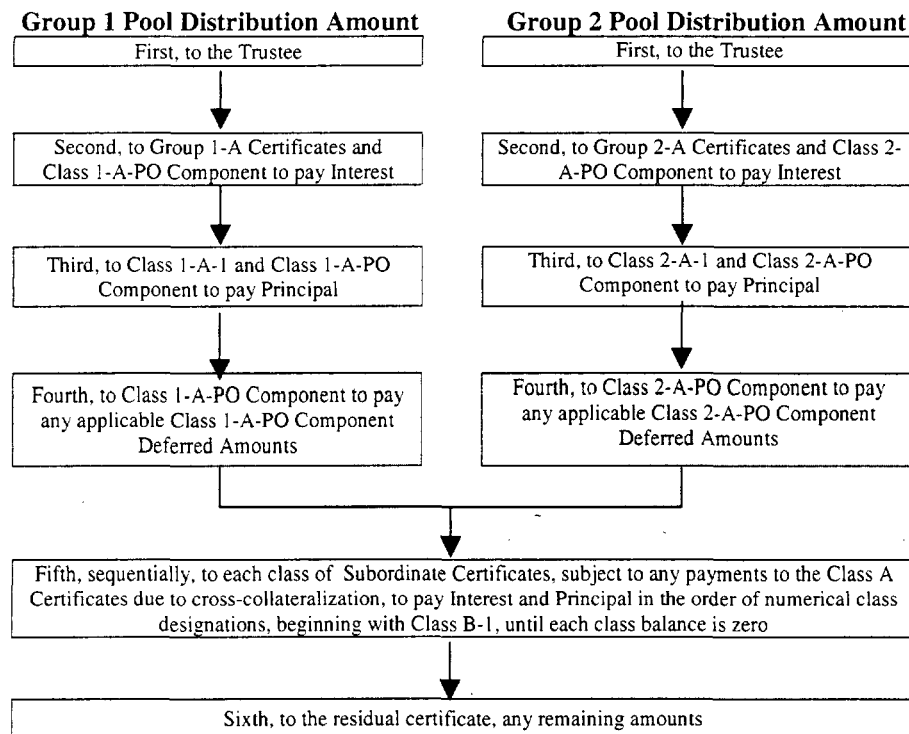 Group 1 Pool Distribution Amount
First, to the Trustee
Second, to Group 1-A Certificates and
Class 1-A-PO Component to pay Interest
Third, to Class 1-A-1 and Class 1-A-PO
Component to pay Principal
Fourth, to Class 1-A-PO Component to pay
any applicable Class 1-A-PO Component
Deferred Amounts
Group 2 Pool Distribution Amount
First, to the Trustee
Second, to Group 2-A Certificates and Class 2-
A-PO Component to pay Interest
Third, to Class 2-A-1 and Class 2-A-PO
Component to pay Principal
Fourth, to Class 2-A-PO Component to pay
any applicable Class 2-A-PO Component
Deferred Amounts
Fifth, sequentially, to each class of Subordinate Certificates, subject to any payments to the Class A
Certificates due to cross-collateralization, to pay Interest and Principal in the order of numerical class
designations, beginning with Class B-1, until each class balance is zero
Sixth, to the residual certificate, any remaining amounts